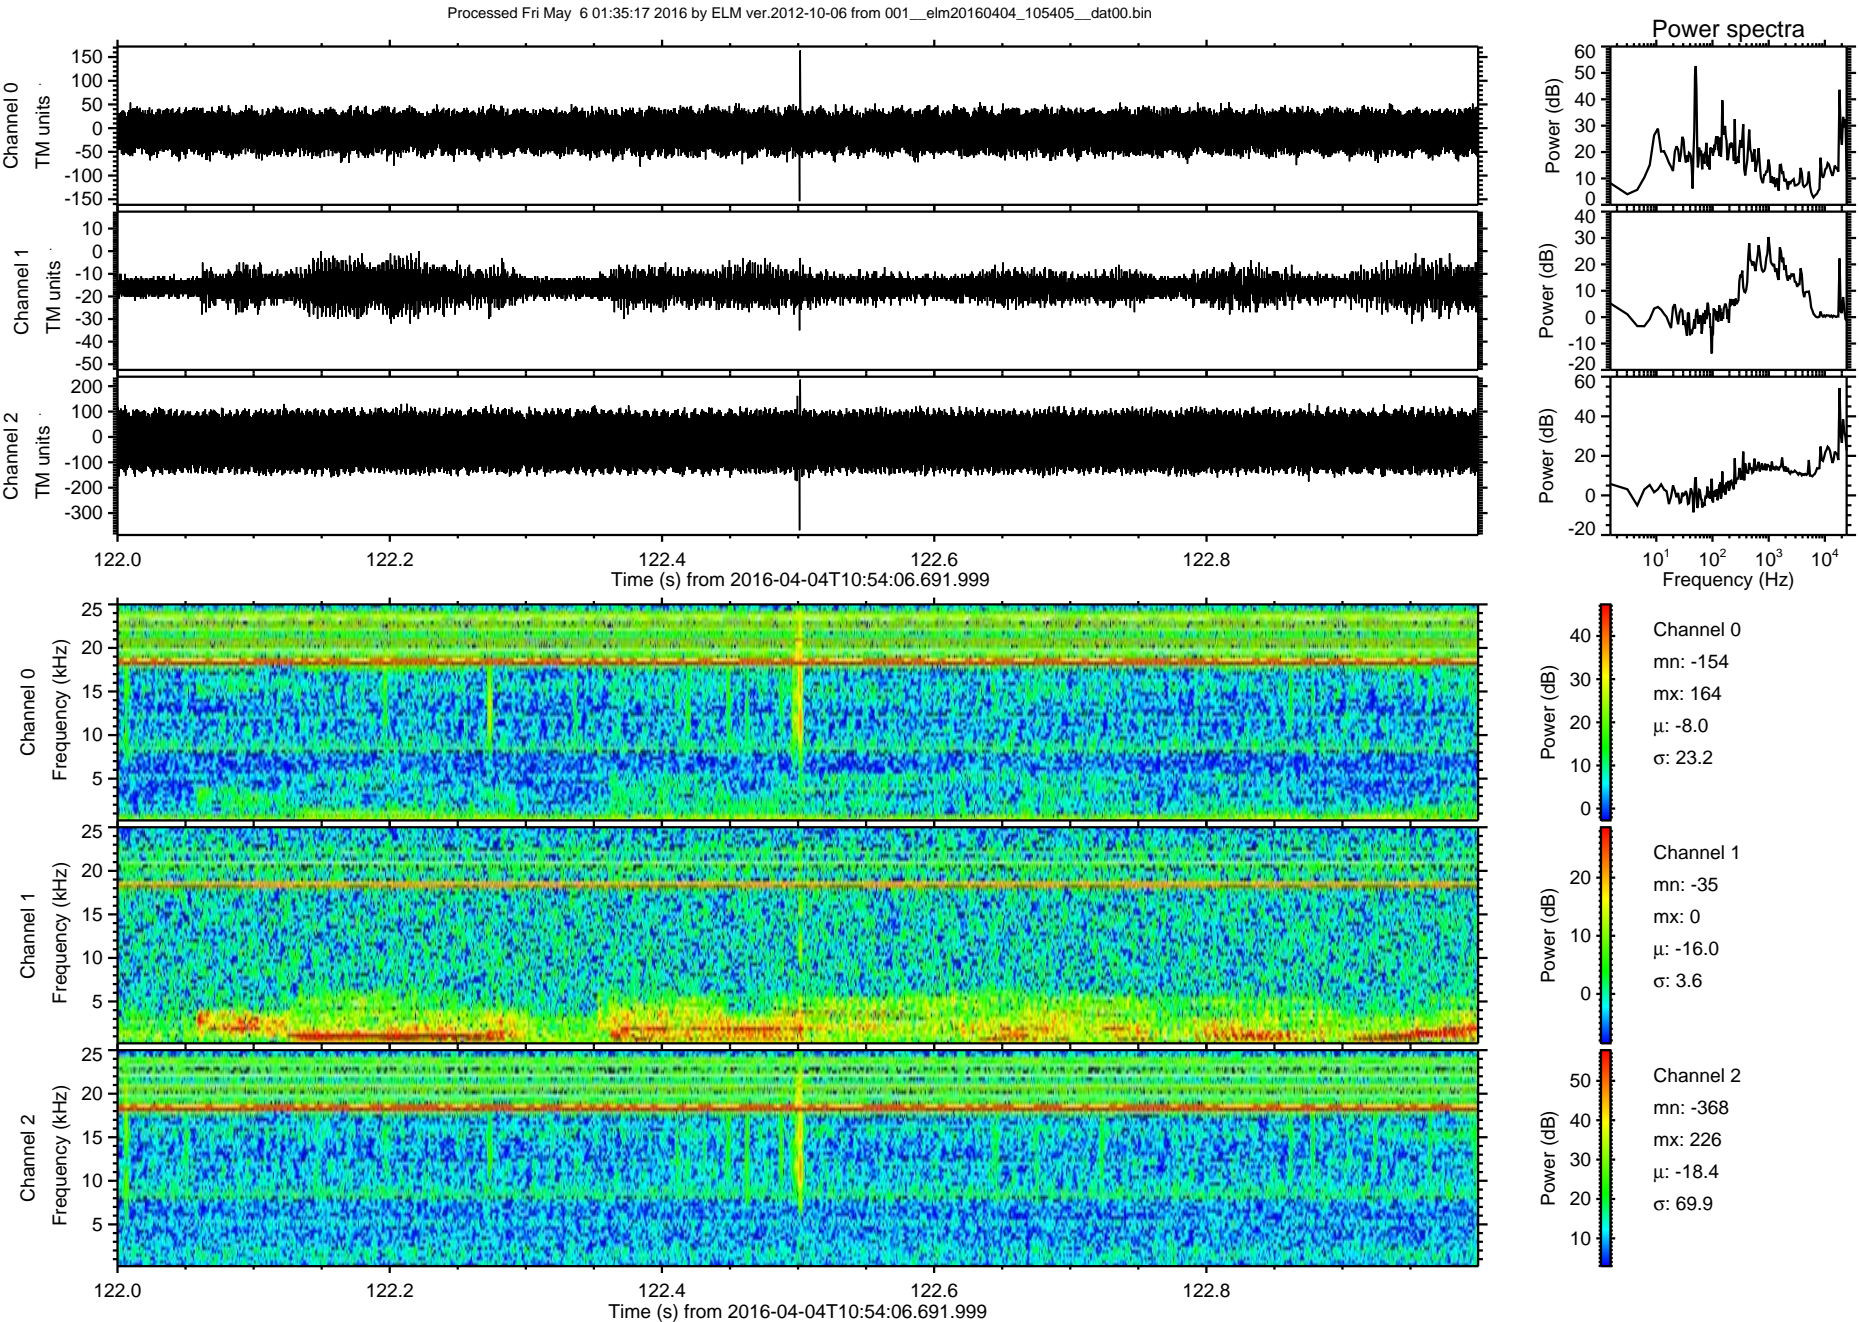 Processed Fri May  6 01:35:17 2016 by ELM ver.2012-10-06 from 001__elm20160404_105405__dat00.bin
Power spectra
Channel 0
TM units
150
100
50
0
-50
-100
-150
Power (dB)
60
50
40
30
20
10
0
Channel 1
TM units
10
0
-10
-20
-30
-40
-50
Power (dB)
40
30
20
10
0
-10
-20
Channel 2
TM units
200
100
0
-100
-200
-300
Power (dB)
60
40
20
0
-20
122.0 122.2 122.4 122.6 122.8
Time (s) from 2016-04-04T10:54:06.691.999
10¹ 10² 10³ 10⁴
Frequency (Hz)
Channel 0
Frequency (kHz)
25
20
15
10
5
Power (dB)
40
30
20
10
0
Channel 0
mn: -154
mx: 164
µ: -8.0
σ: 23.2
Channel 1
Frequency (kHz)
25
20
15
10
5
Power (dB)
20
10
0
Channel 1
mn: -35
mx: 0
µ: -16.0
σ: 3.6
Channel 2
Frequency (kHz)
25
20
15
10
5
Power (dB)
50
40
30
20
10
Channel 2
mn: -368
mx: 226
µ: -18.4
σ: 69.9
122.0 122.2 122.4 122.6 122.8
Time (s) from 2016-04-04T10:54:06.691.999